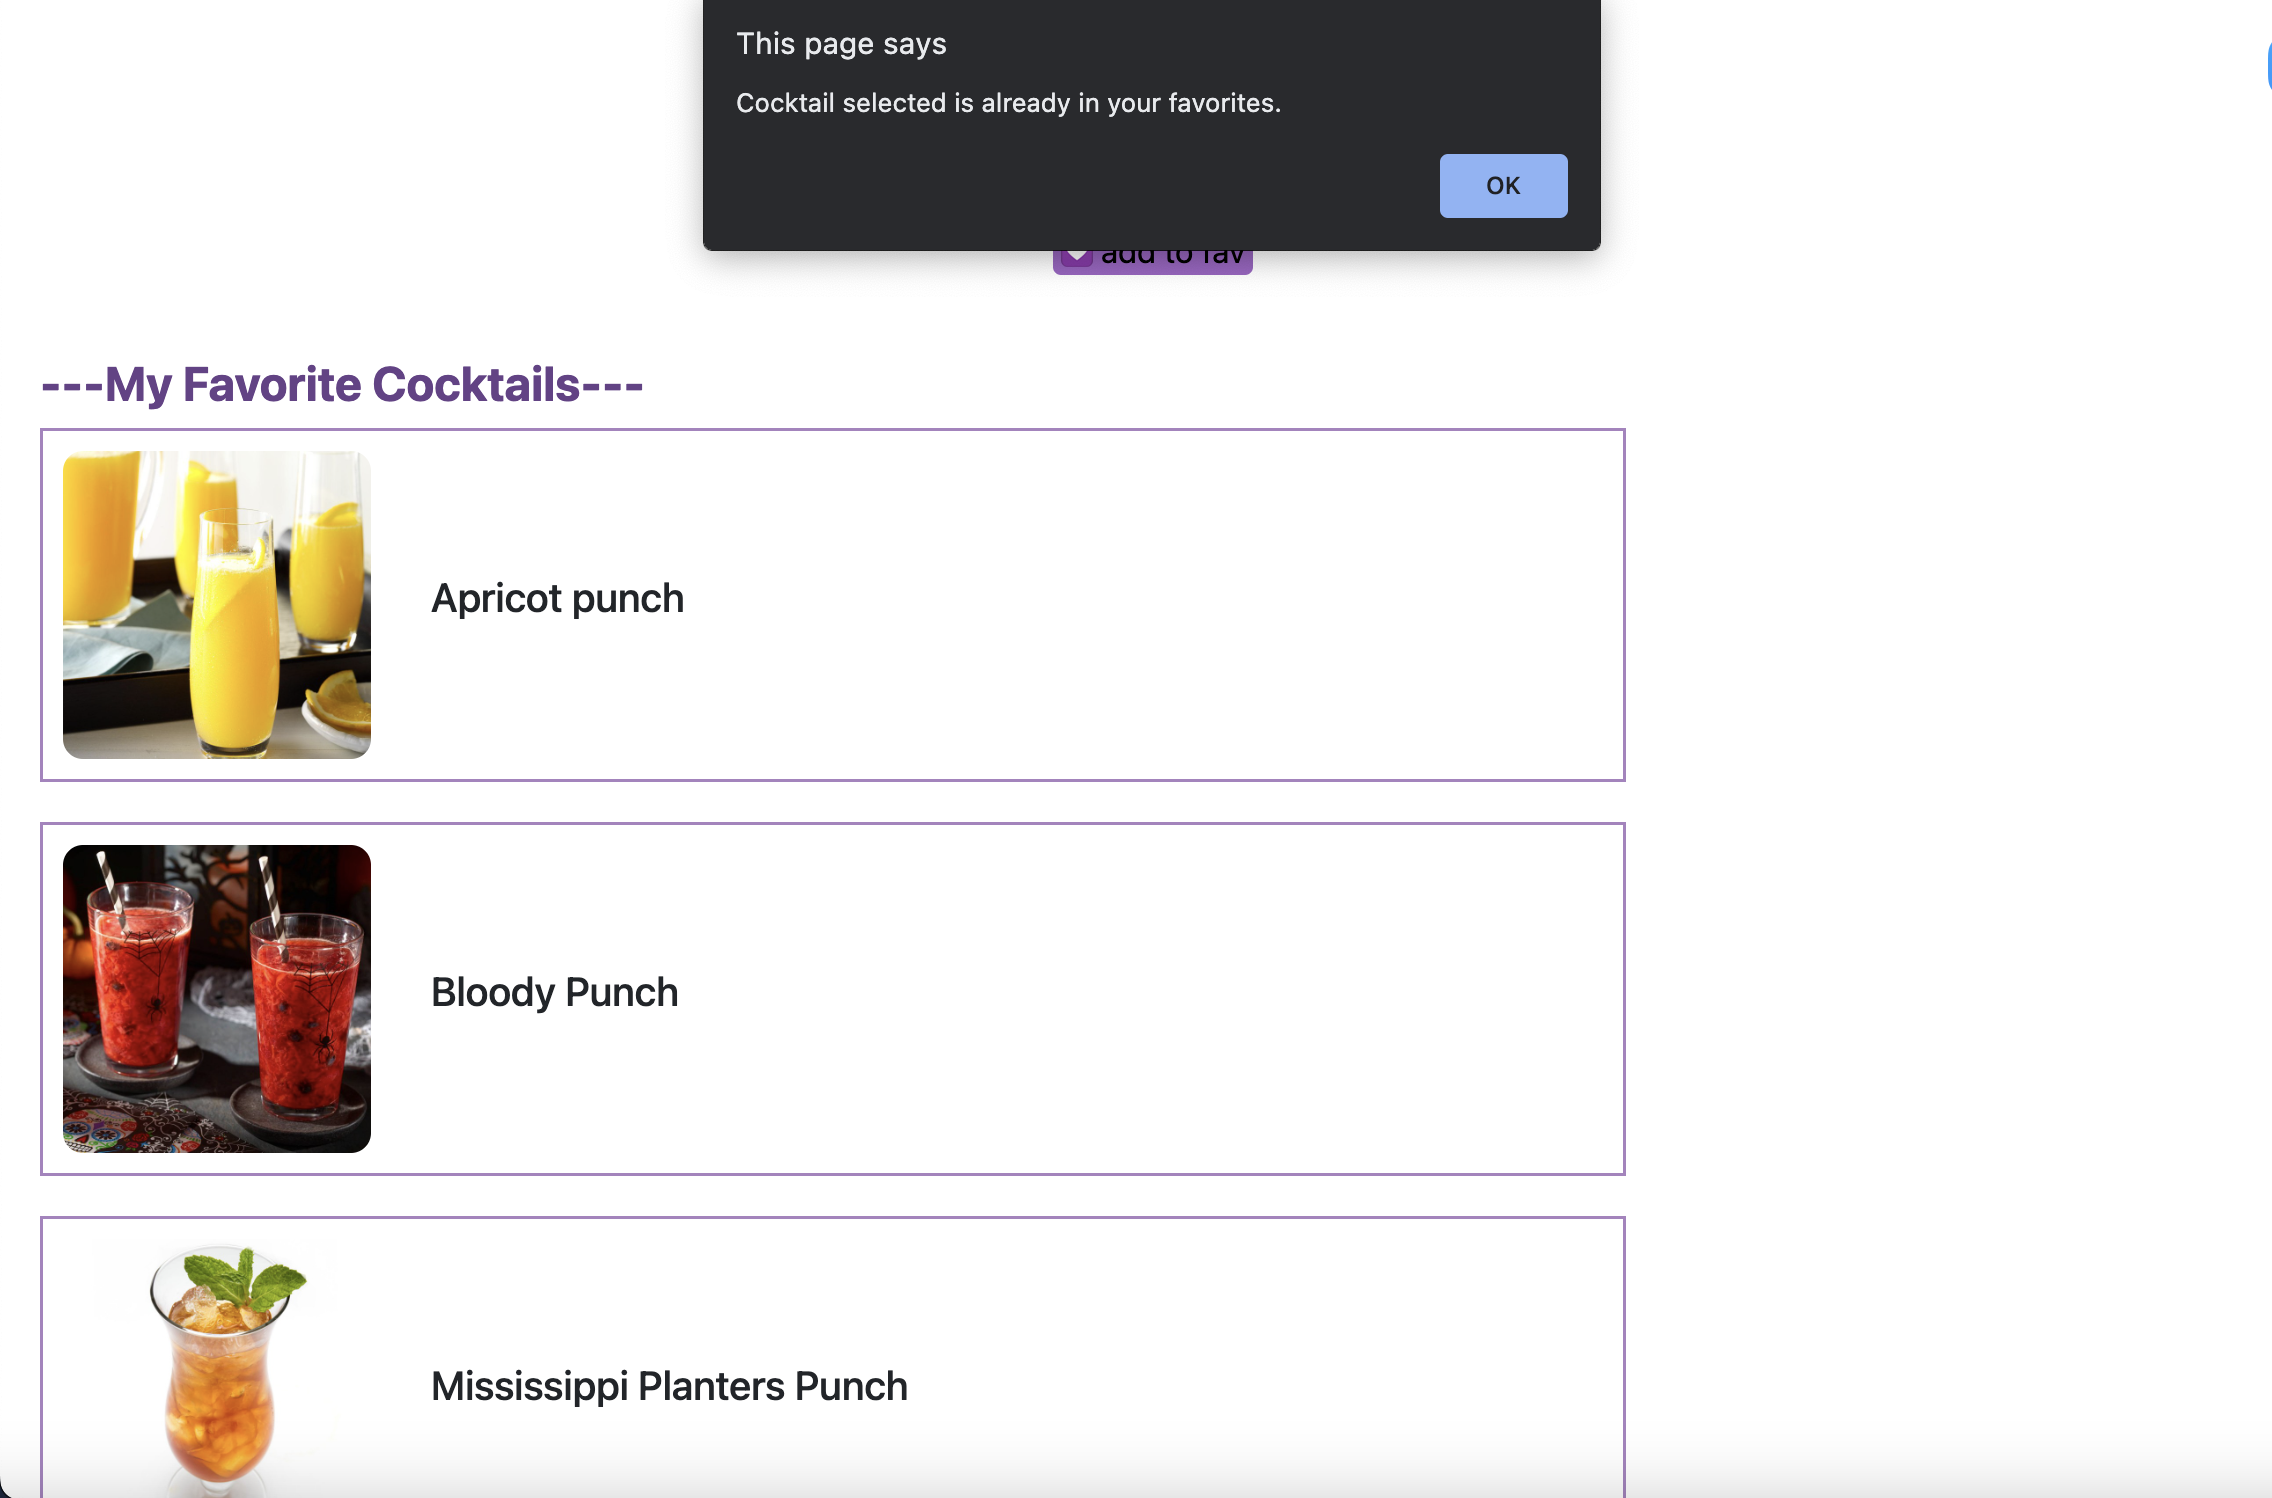 This page says
Cocktail selected is already in your favorites.
OK
add to fav
---My Favorite Cocktails---
Apricot punch
Bloody Punch
Mississippi Planters Punch